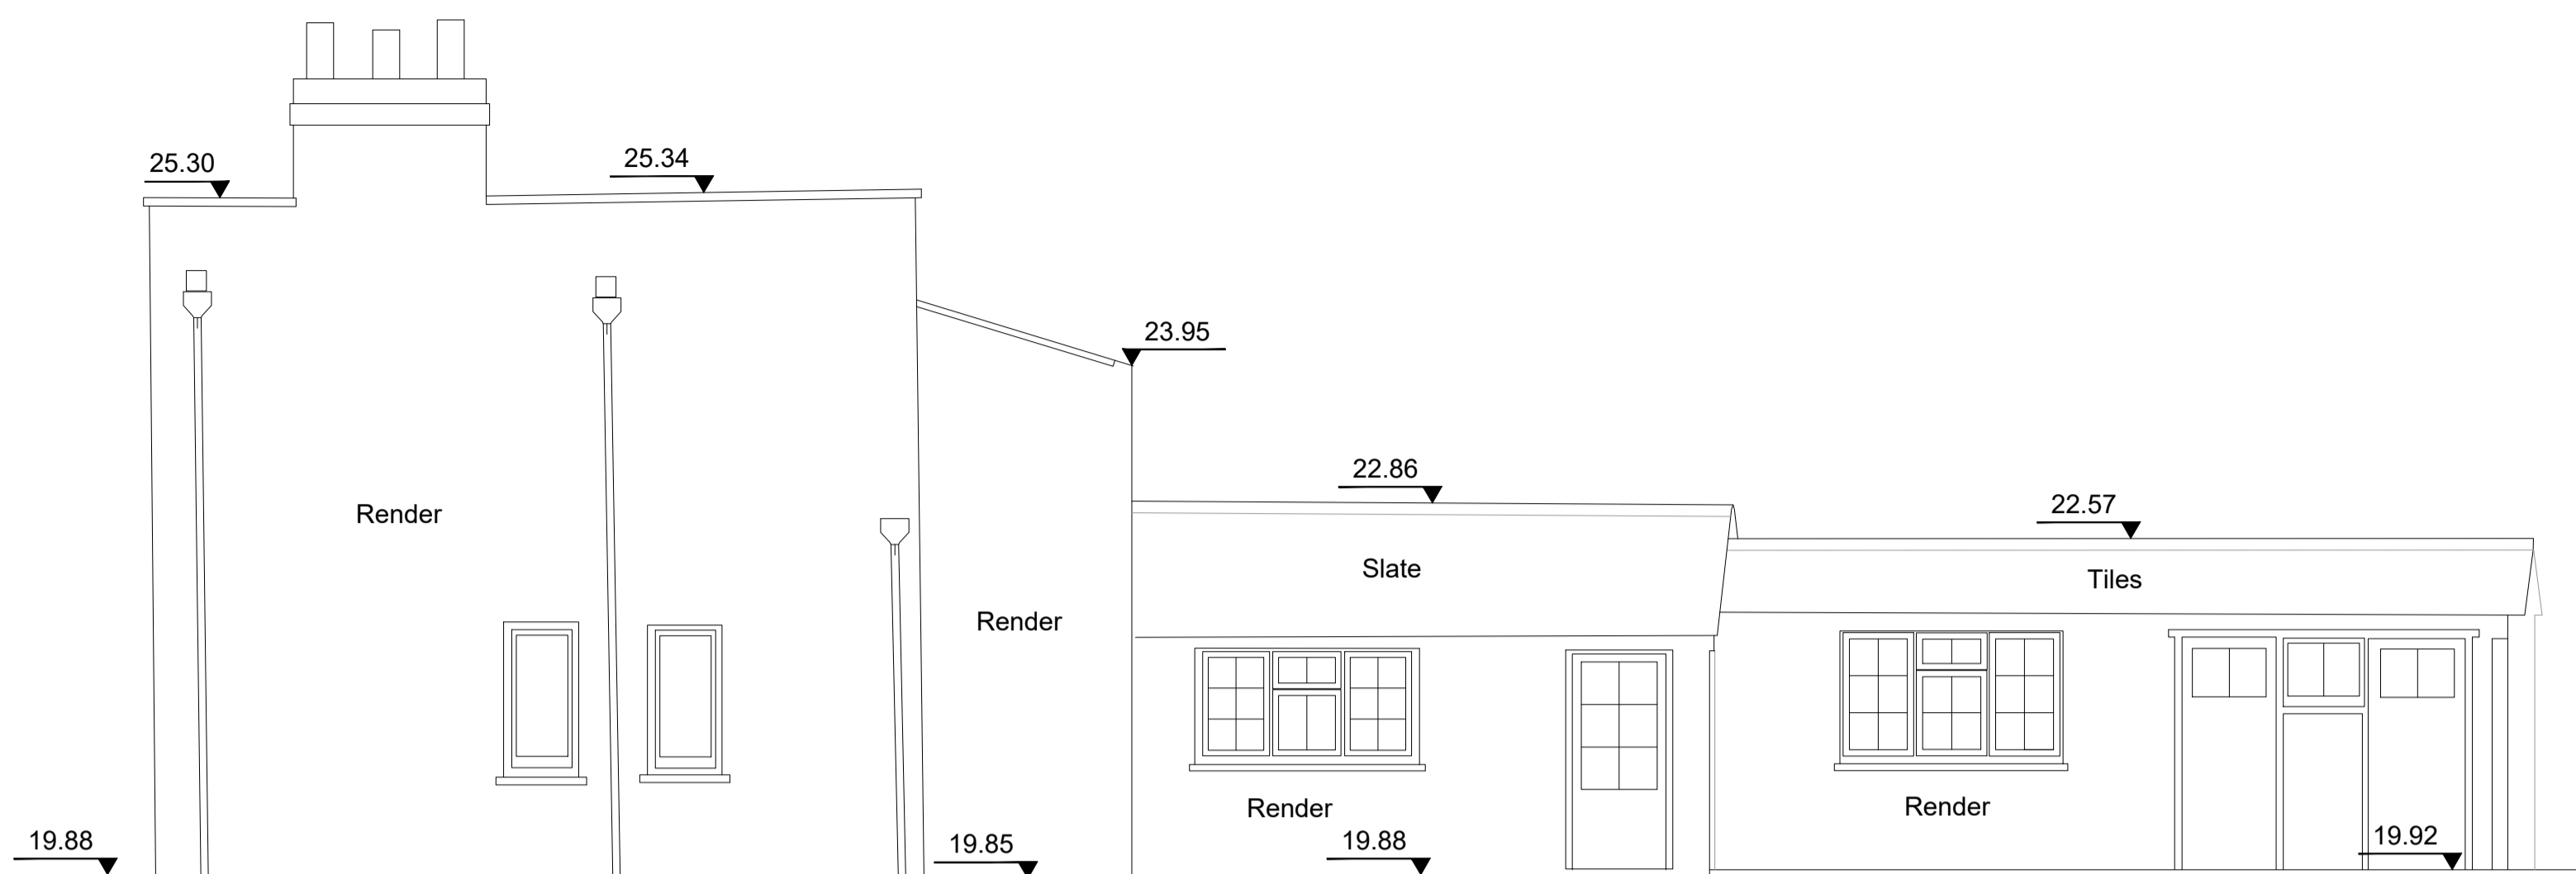 25.30
25.34
23.95
22.86
22.57
Render
Slate
Tiles
Render
Render
Render
19.88
19.85
19.88
19.92